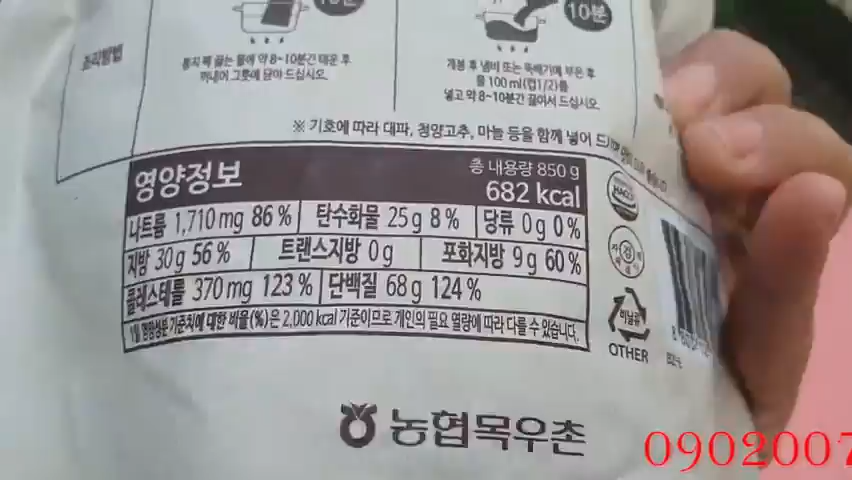 10분
조리방법
봉지 째 끓는 물에 약 8~10분간 데운 후
꺼내어 그릇에 담아 드십시오.
개봉 후 냄비 또는 뚝배기에 부은 후
물 100 ml(컵1/2)를
넣고 약 8~10분간 끓여서 드십시오.
※ 기호에 따라 대파, 청양고추, 마늘 등을 함께 넣어
영양정보
총 내용량 850 g
682 kcal
나트륨 1,710 mg 86 % 탄수화물 25 g 8 % 당류 0 g 0 %
지방 30 g 56 % 트랜스지방 0 g 포화지방 9 g 60 %
콜레스테롤 370 mg 123 % 단백질 68 g 124 %
1일 영양성분 기준치에 대한 비율(%)은 2,000 kcal 기준이므로 개인의 필요 열량에 따라 다를 수 있습니다.
HACCP
비닐류
OTHER
농협목우촌
0902007